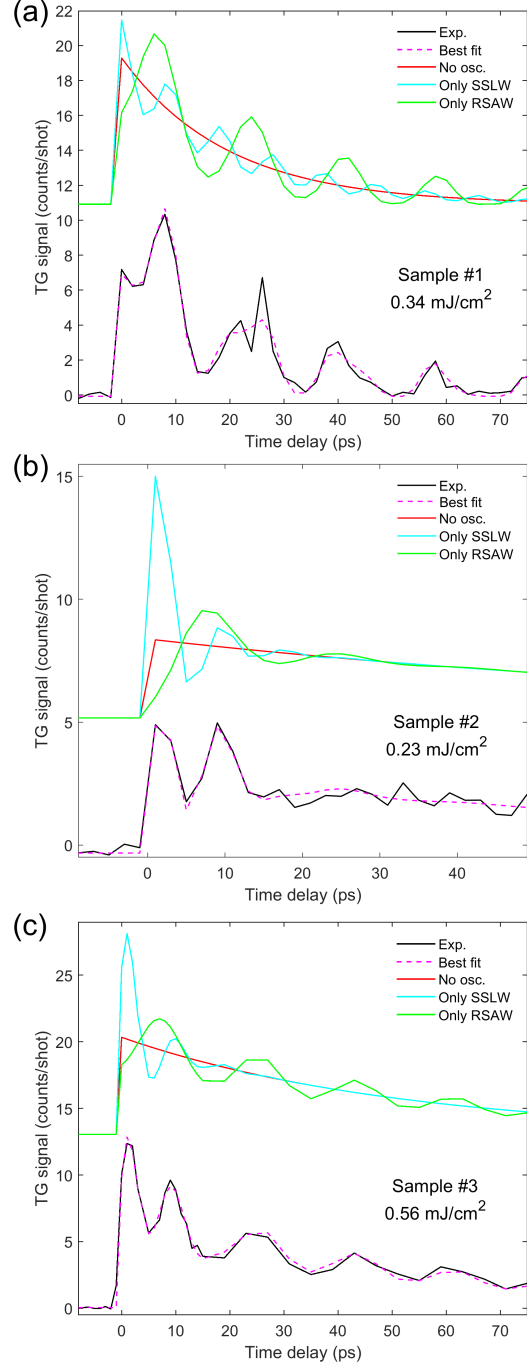 (a)
22
20
18
16
14
12
10
8
6
4
2
0
TG signal (counts/shot)
Exp.
Best fit
No osc.
Only SSLW
Only RSAW
Sample #1
0.34 mJ/cm²
0 10 20 30 40 50 60 70
Time delay (ps)
(b)
15
10
5
0
TG signal (counts/shot)
Exp.
Best fit
No osc.
Only SSLW
Only RSAW
Sample #2
0.23 mJ/cm²
0 10 20 30 40
Time delay (ps)
(c)
25
20
15
10
5
0
TG signal (counts/shot)
Exp.
Best fit
No osc.
Only SSLW
Only RSAW
Sample #3
0.56 mJ/cm²
0 10 20 30 40 50 60 70
Time delay (ps)